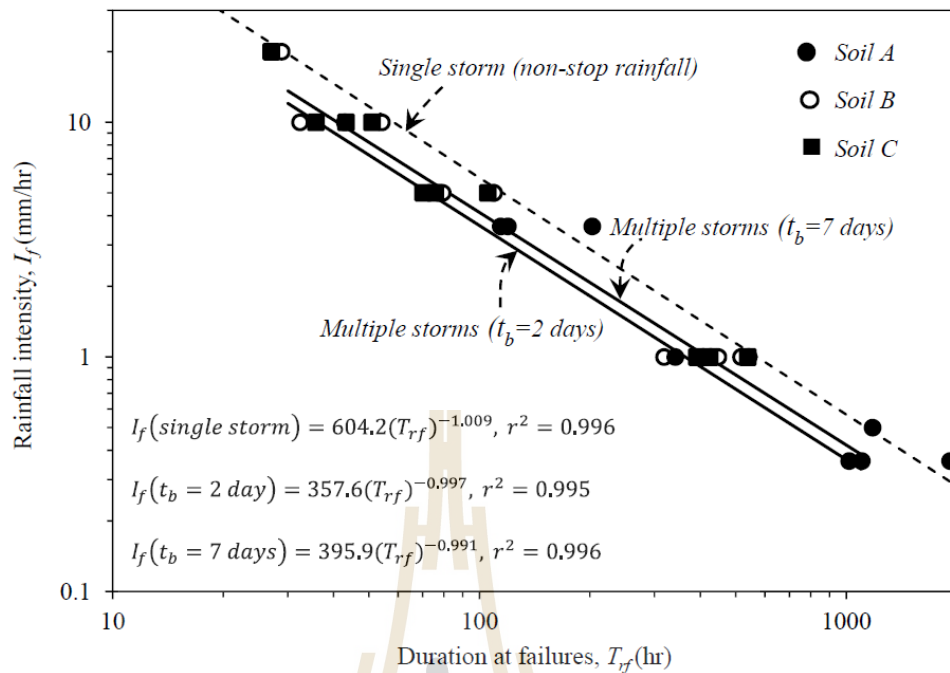 Soil A
Single storm (non-stop rainfall)
Soil B
10
Soil C
Rainfall intensity, I_f (mm/hr)
Multiple storms
(t_b=7 days)
Multiple storms (t_b=2 days)
1
I_f(single storm) = 604.2(T_rf)^−1.009, r² = 0.996
I_f(t_b = 2 day) = 357.6(T_rf)^−0.997, r² = 0.995
I_f(t_b = 7 days) = 395.9(T_rf)^−0.991, r² = 0.996
0.1
10
100
1000
Duration at failures, T_rf (hr)